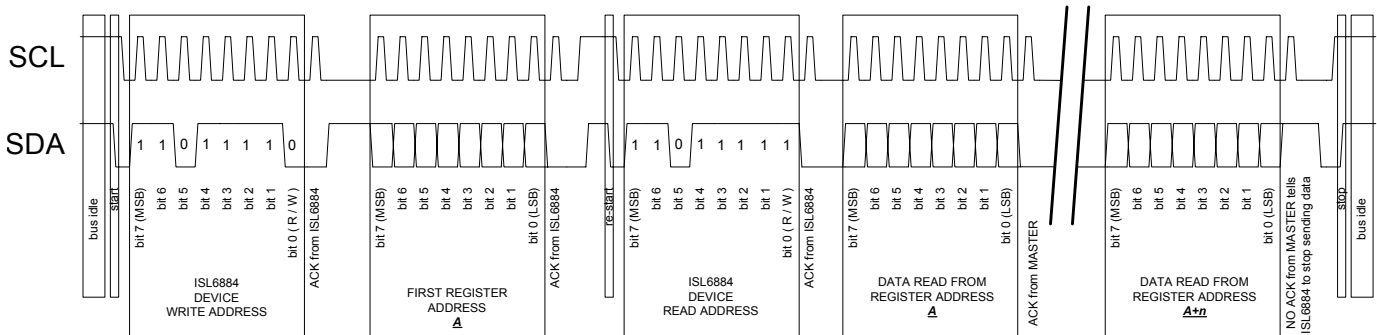 SCL
SDA
1 1 0 1 1 1 1 0
1 1 0 1 1 1 1 1
bus idle
start
bit 7 (MSB)
bit 6
bit 5
bit 4
bit 3
bit 2
bit 1
bit 0 ( R / W )
ISL6884
DEVICE
WRITE ADDRESS
ACK from ISL6884
bit 7 (MSB)
bit 6
bit 5
bit 4
bit 3
bit 2
bit 1
bit 0 (LSB)
FIRST REGISTER
ADDRESS
A
ACK from ISL6884
re-start
bit 7 (MSB)
bit 6
bit 5
bit 4
bit 3
bit 2
bit 1
bit 0 ( R / W )
ISL6884
DEVICE
READ ADDRESS
ACK from ISL6884
bit 7 (MSB)
bit 6
bit 5
bit 4
bit 3
bit 2
bit 1
bit 0 (LSB)
DATA READ FROM
REGISTER ADDRESS
A
ACK from MASTER
bit 7 (MSB)
bit 6
bit 5
bit 4
bit 3
bit 2
bit 1
bit 0 (LSB)
DATA READ FROM
REGISTER ADDRESS
A+n
NO ACK from MASTER tells
ISL6884 to stop sending data
stop
bus idle